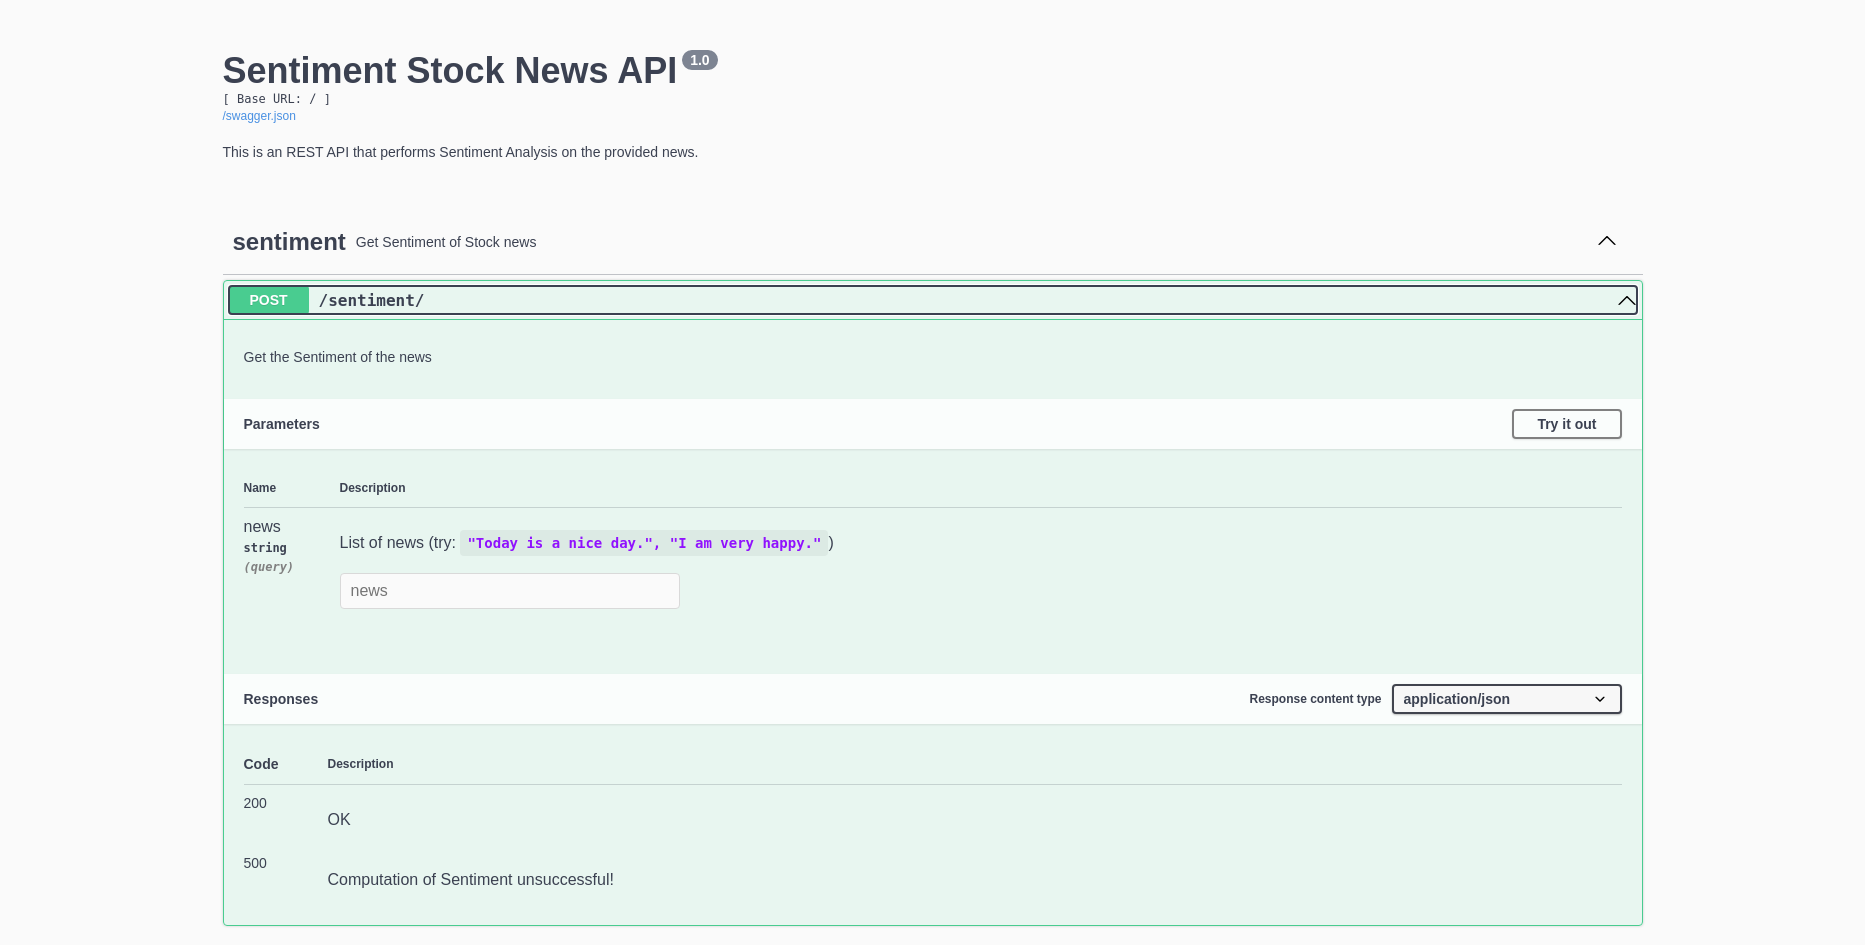 Sentiment Stock News API 1.0
[ Base URL: / ]
/swagger.json
This is an REST API that performs Sentiment Analysis on the provided news.
sentiment Get Sentiment of Stock news
POST /sentiment/
Get the Sentiment of the news
Parameters Try it out
Name Description
news
string
(query)
List of news (try: "Today is a nice day.", "I am very happy.")
news
Responses Response content type application/json
Code Description
200
OK
500
Computation of Sentiment unsuccessful!